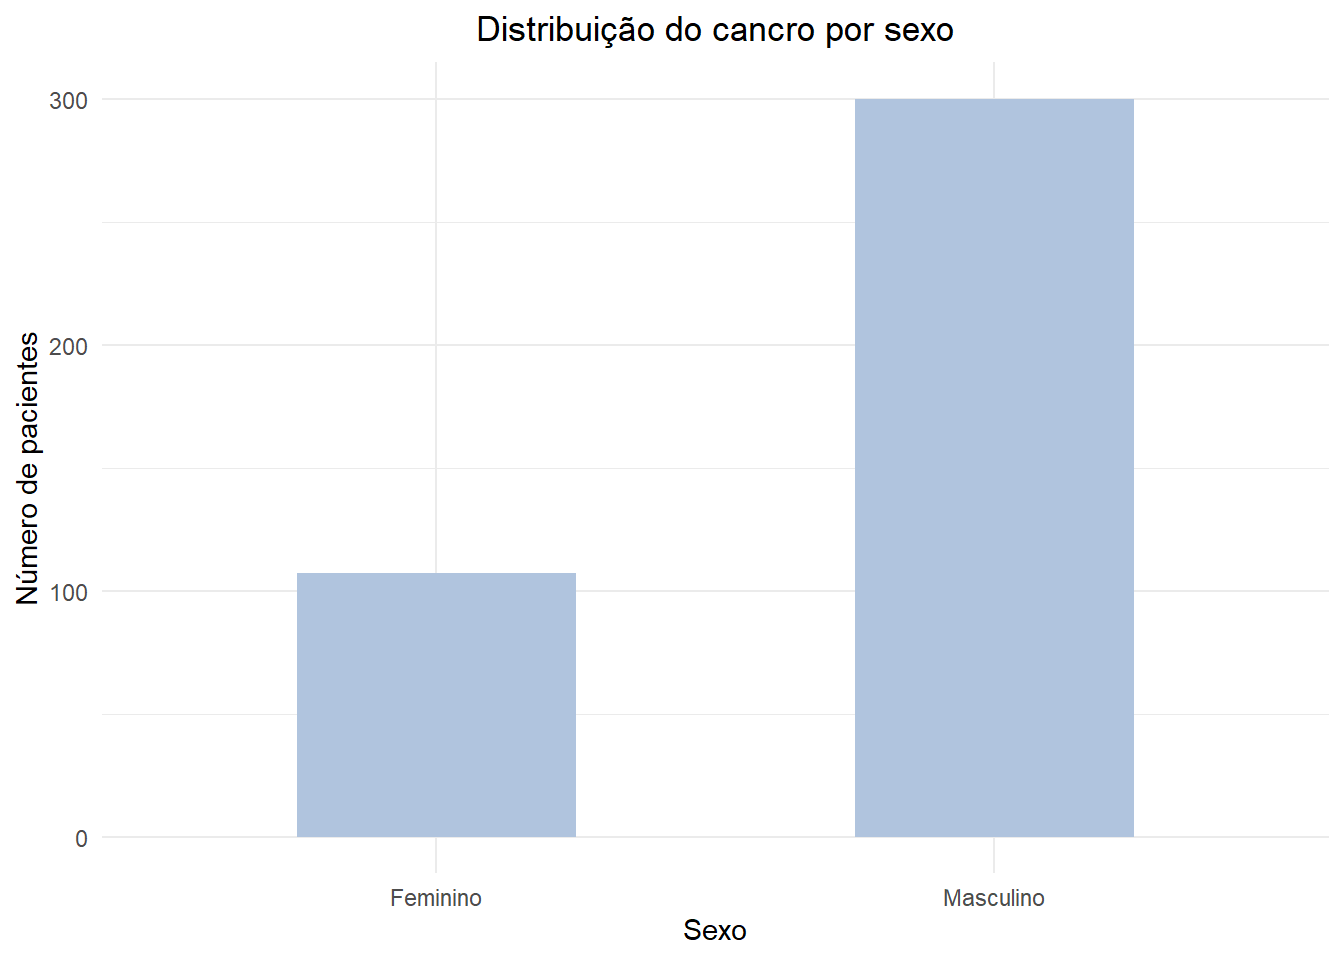 Distribuição do cancro por sexo
300
200
100
0
Número de pacientes
Feminino
Masculino
Sexo